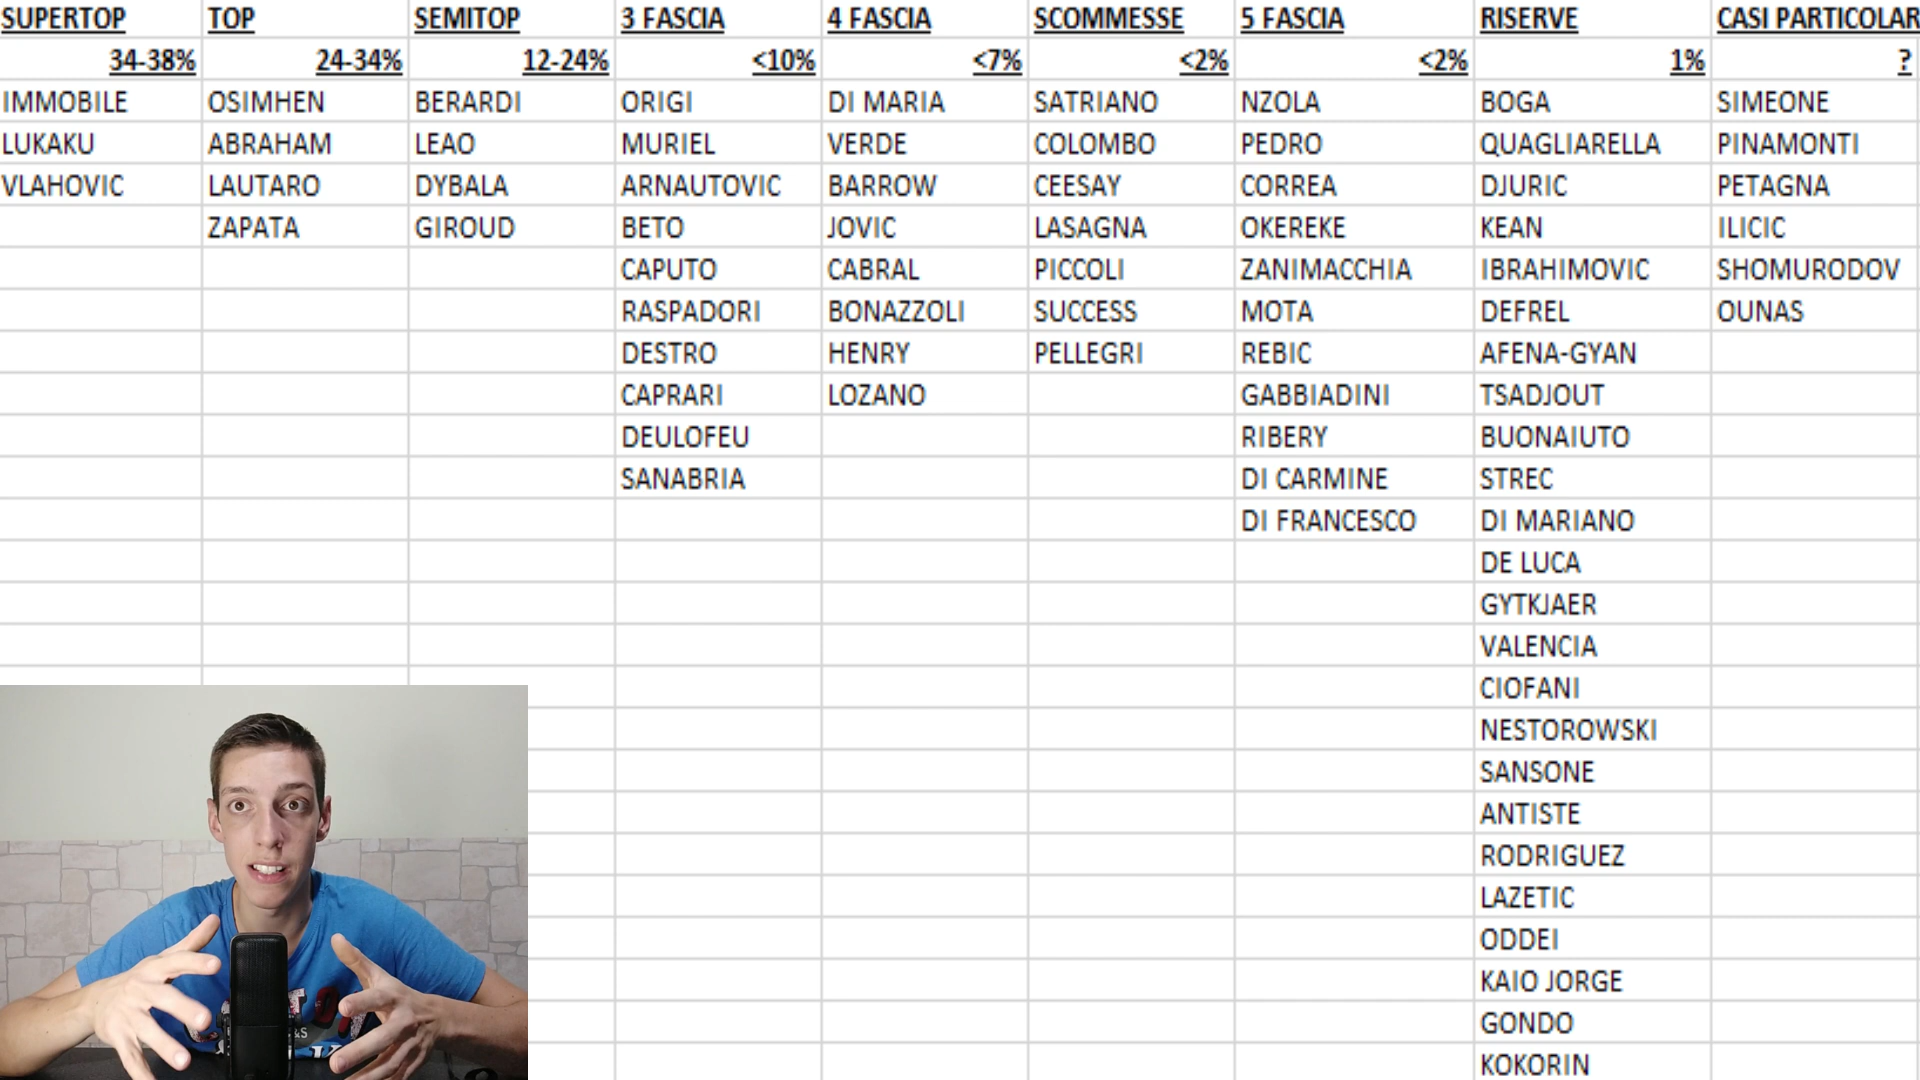 SUPERTOP TOP SEMITOP 3 FASCIA 4 FASCIA SCOMMESSE 5 FASCIA RISERVE CASI PARTICOLAR
34-38% 24-34% 12-24% <10% <7% <2% <2% 1% ?
IMMOBILE OSIMHEN BERARDI ORIGI DI MARIA SATRIANO NZOLA BOGA SIMEONE
LUKAKU ABRAHAM LEAO MURIEL VERDE COLOMBO PEDRO QUAGLIARELLA PINAMONTI
VLAHOVIC LAUTARO DYBALA ARNAUTOVIC BARROW CEESAY CORREA DJURIC PETAGNA
ZAPATA GIROUD BETO JOVIC LASAGNA OKEREKE KEAN ILICIC
CAPUTO CABRAL PICCOLI ZANIMACCHIA IBRAHIMOVIC SHOMURODOV
RASPADORI BONAZZOLI SUCCESS MOTA DEFREL OUNAS
DESTRO HENRY PELLEGRI REBIC AFENA-GYAN
CAPRARI LOZANO GABBIADINI TSADJOUT
DEULOFEU RIBERY BUONAIUTO
SANABRIA DI CARMINE STREC
DI FRANCESCO DI MARIANO
DE LUCA
GYTKJAER
VALENCIA
CIOFANI
NESTOROWSKI
SANSONE
ANTISTE
RODRIGUEZ
LAZETIC
ODDEI
KAIO JORGE
GONDO
KOKORIN